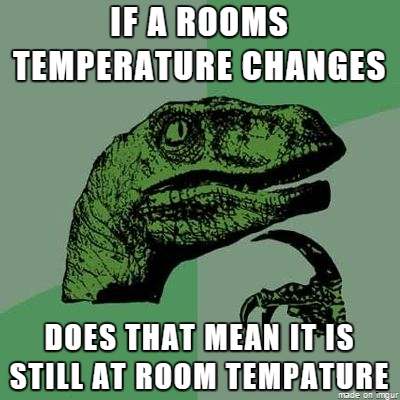 IF A ROOMS
TEMPERATURE CHANGES
DOES THAT MEAN IT IS
STILL AT ROOM TEMPATURE
made on imgur